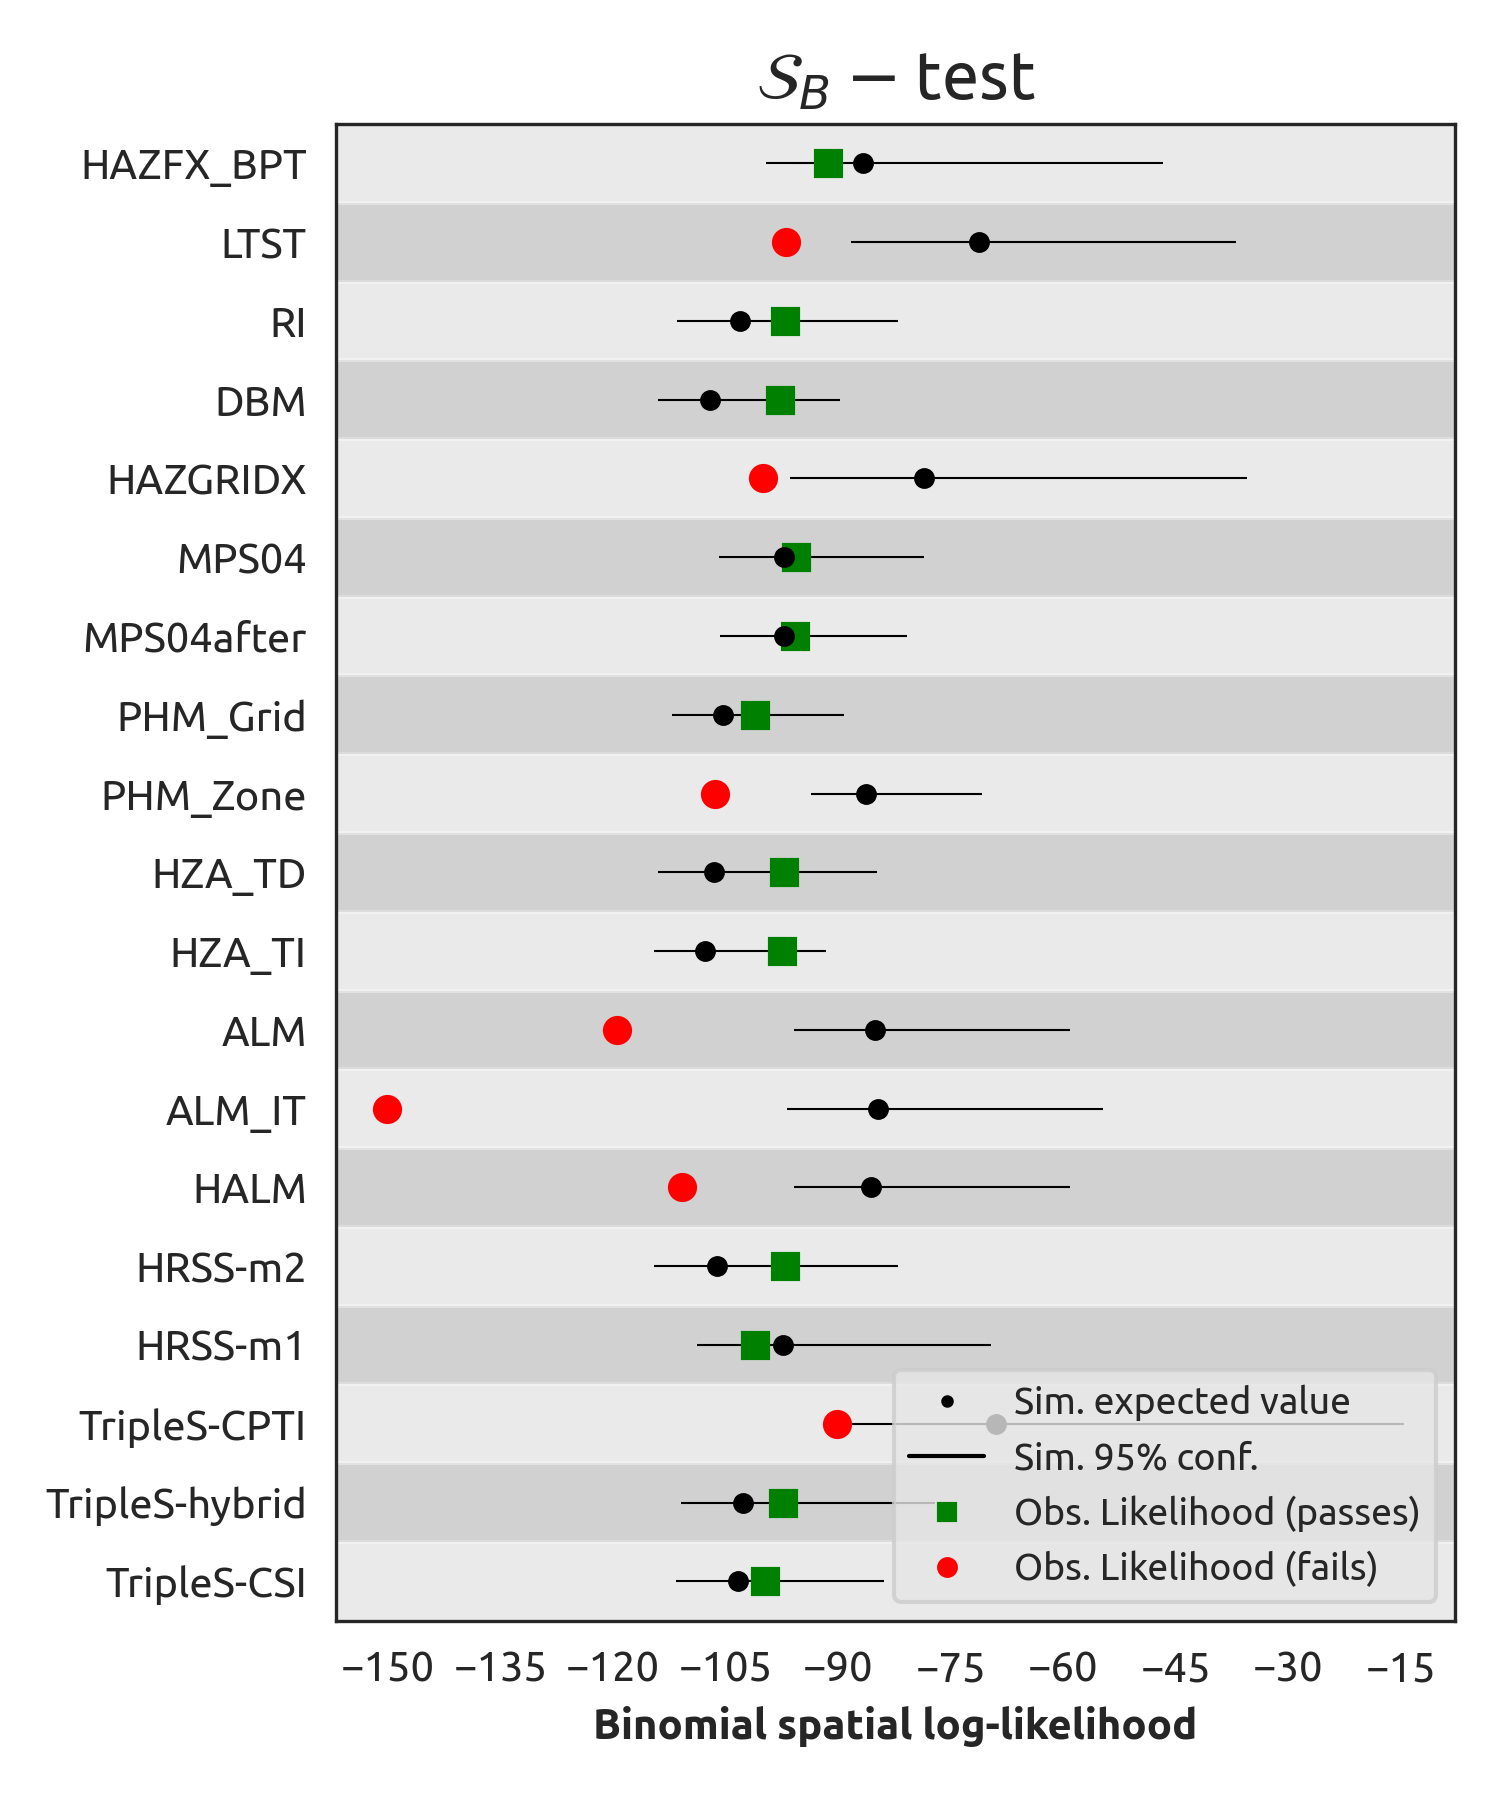 𝒮_B − test
HAZFX_BPT
LTST
RI
DBM
HAZGRIDX
MPS04
MPS04after
PHM_Grid
PHM_Zone
HZA_TD
HZA_TI
ALM
ALM_IT
HALM
HRSS-m2
HRSS-m1
TripleS-CPTI
TripleS-hybrid
TripleS-CSI
Sim. expected value
Sim. 95% conf.
Obs. Likelihood (passes)
Obs. Likelihood (fails)
−150 −135 −120 −105 −90 −75 −60 −45 −30 −15
Binomial spatial log-likelihood